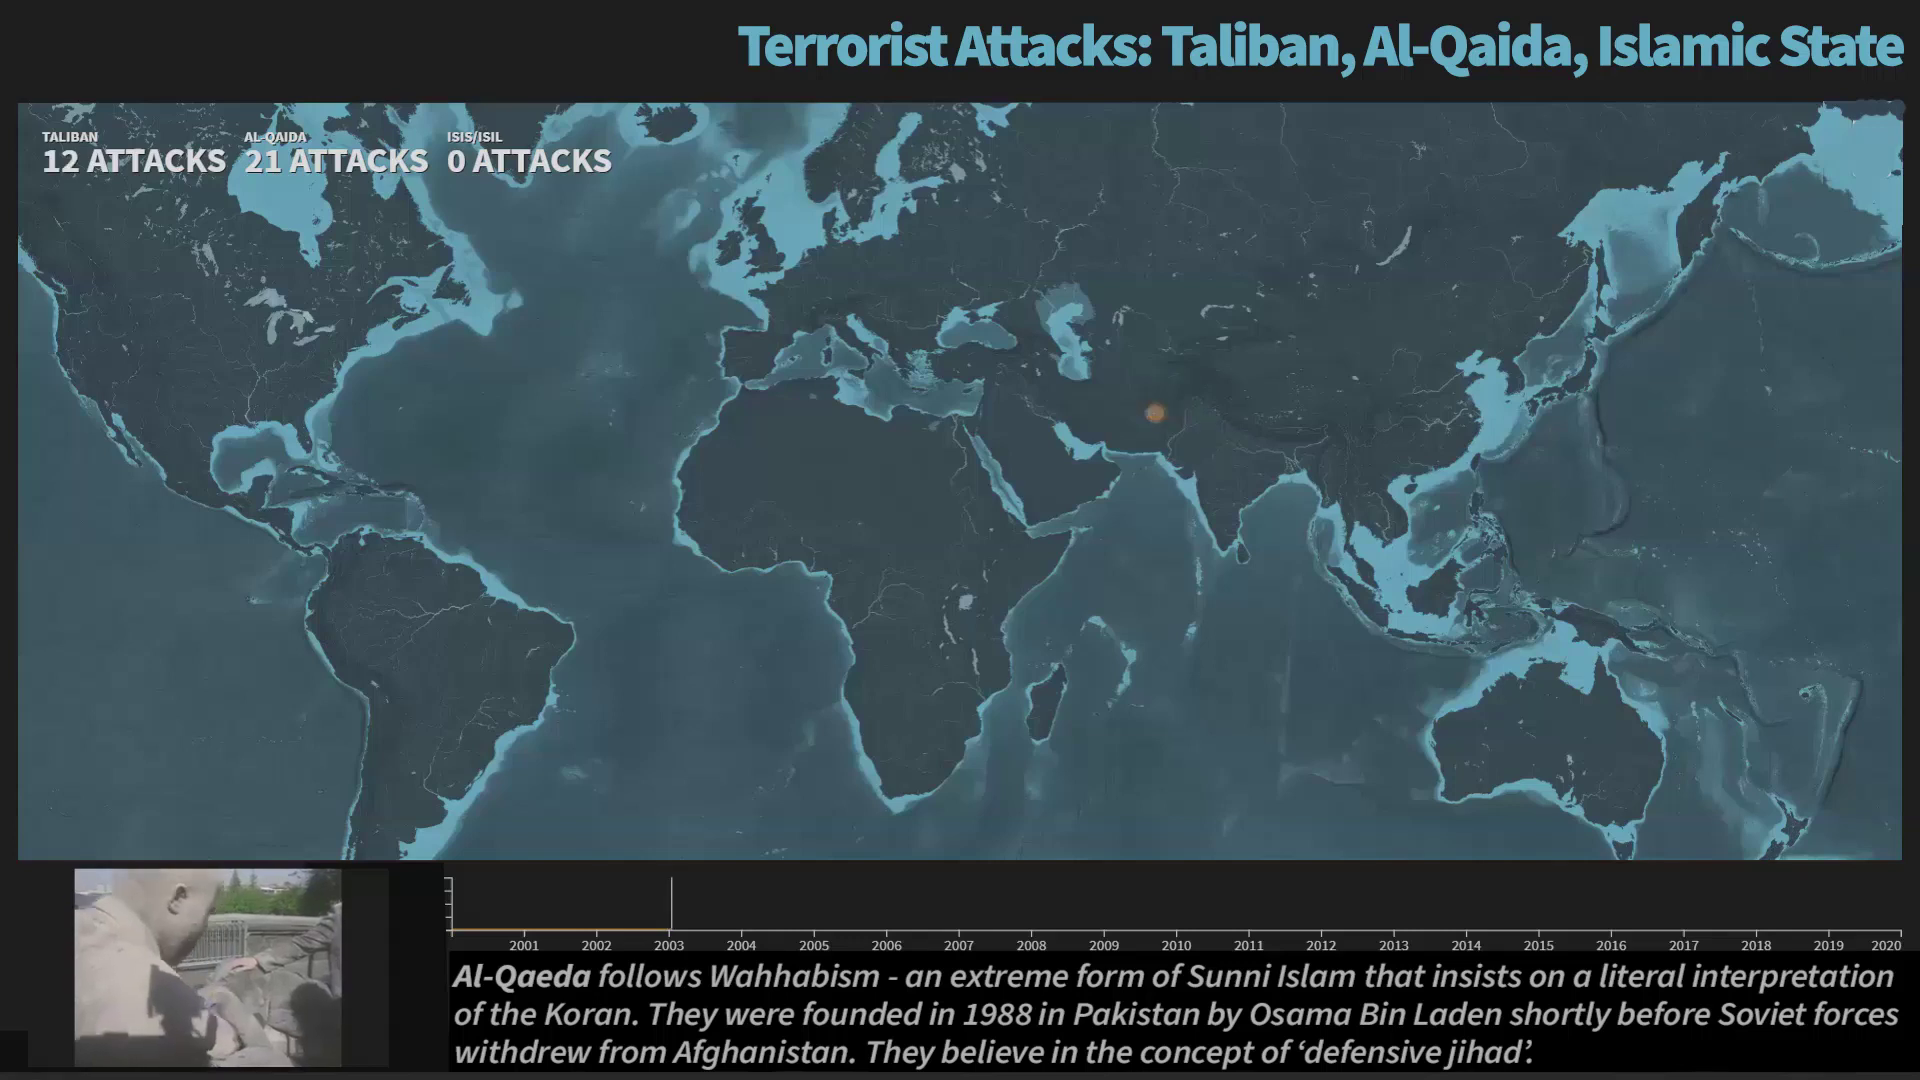 Terrorist Attacks: Taliban, Al-Qaida, Islamic State
TALIBAN AL-QAIDA ISIS/ISIL
12 ATTACKS 21 ATTACKS 0 ATTACKS
2001 2002 2003 2004 2005 2006 2007 2008 2009 2010 2011 2012 2013 2014 2015 2016 2017 2018 2019 2020
Al-Qaeda follows Wahhabism - an extreme form of Sunni Islam that insists on a literal interpretation
of the Koran. They were founded in 1988 in Pakistan by Osama Bin Laden shortly before Soviet forces
withdrew from Afghanistan. They believe in the concept of ‘defensive jihad’.